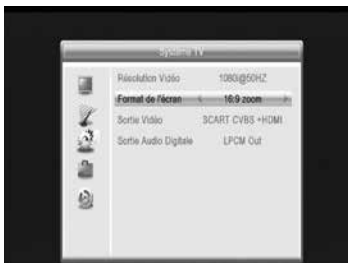 Système TV
Résolution Vidéo 1080i@50HZ
Format de l'écran < 16:9 zoom >
Sortie Vidéo SCART CVBS +HDMI
Sortie Audio Digitale LPCM Out